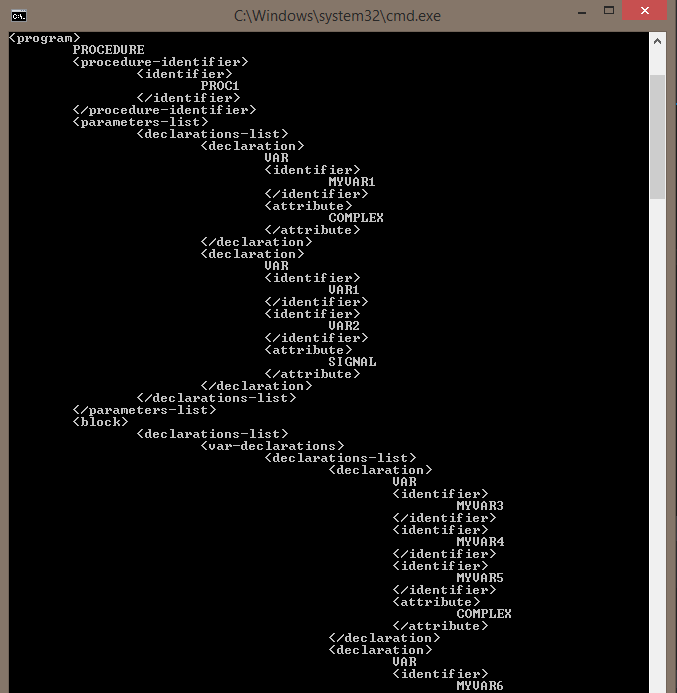 C:\Windows\system32\cmd.exe
<program>
PROCEDURE
<procedure-identifier>
<identifier>
PROC1
</identifier>
</procedure-identifier>
<parameters-list>
<declarations-list>
<declaration>
VAR
<identifier>
MYVAR1
</identifier>
<attribute>
COMPLEX
</attribute>
</declaration>
<declaration>
VAR
<identifier>
VAR1
</identifier>
<identifier>
VAR2
</identifier>
<attribute>
SIGNAL
</attribute>
</declaration>
</declarations-list>
</parameters-list>
<block>
<declarations-list>
<var-declarations>
<declarations-list>
<declaration>
VAR
<identifier>
MYVAR3
</identifier>
<identifier>
MYVAR4
</identifier>
<identifier>
MYVAR5
</identifier>
<attribute>
COMPLEX
</attribute>
</declaration>
<declaration>
VAR
<identifier>
MYVAR6